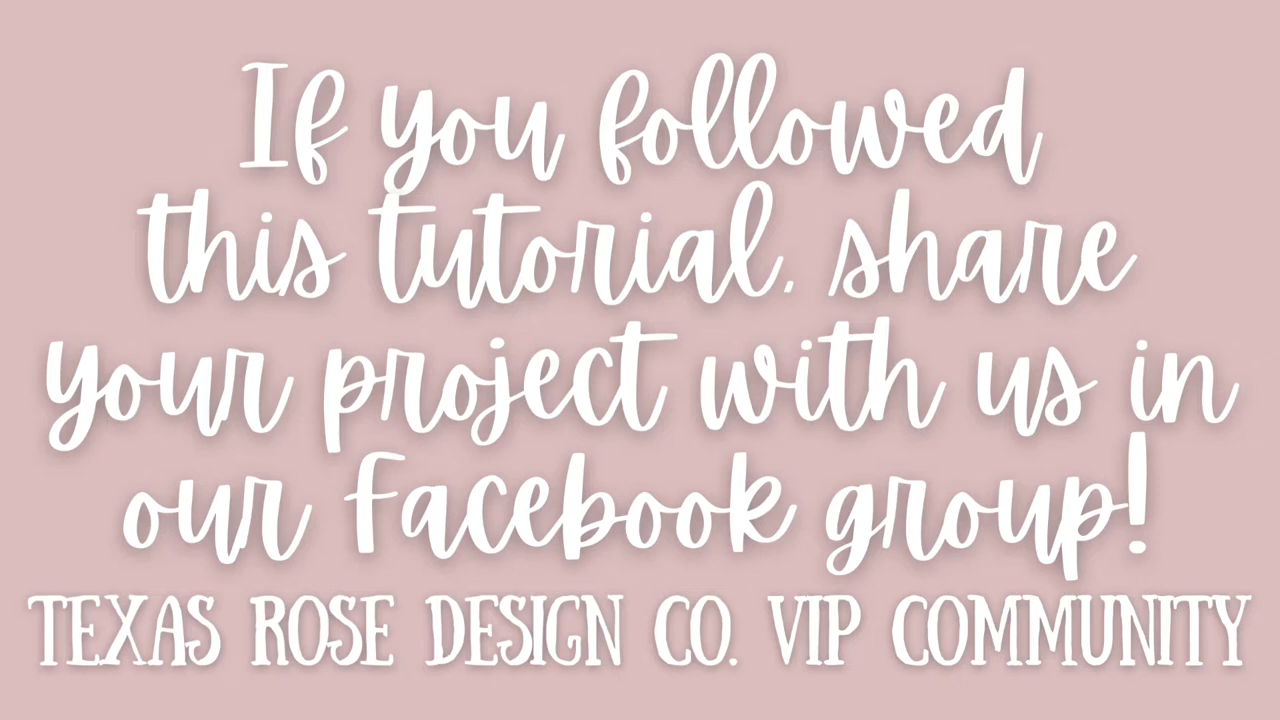 If you followed
this tutorial, share
your project with us in
our Facebook group!
TEXAS ROSE DESIGN CO. VIP COMMUNITY